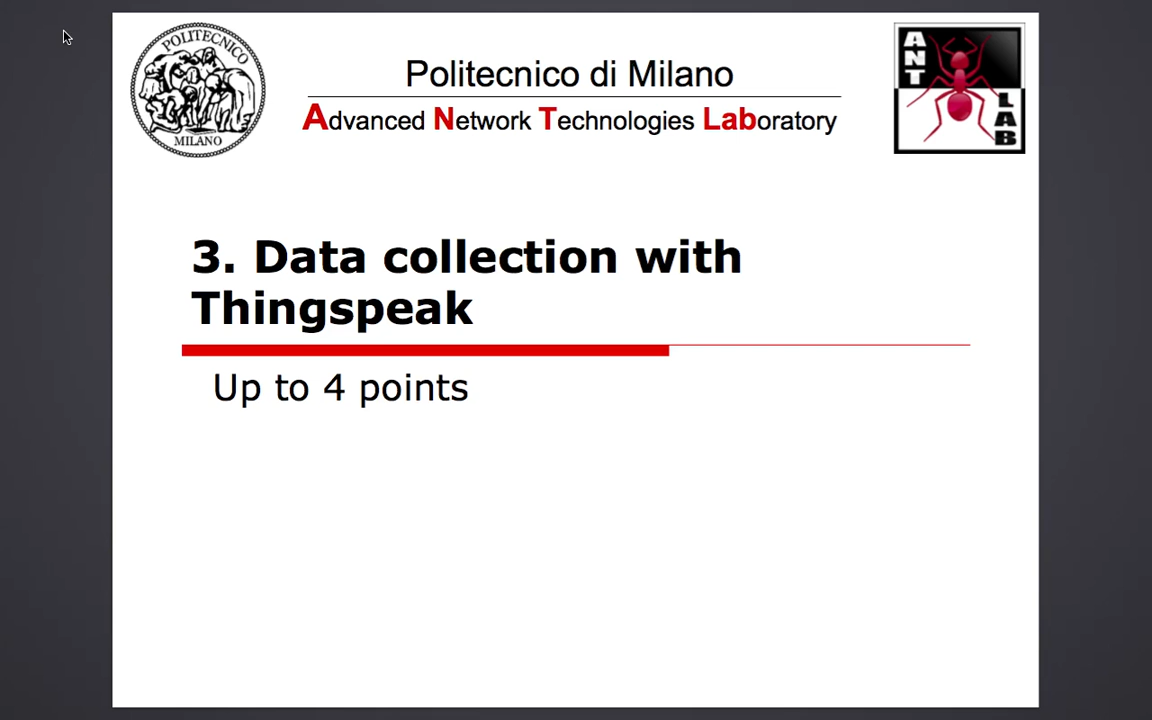 POLITECNICO
MILANO
Politecnico di Milano
Advanced Network Technologies Laboratory
ANT
LAB
3. Data collection with
Thingspeak
Up to 4 points